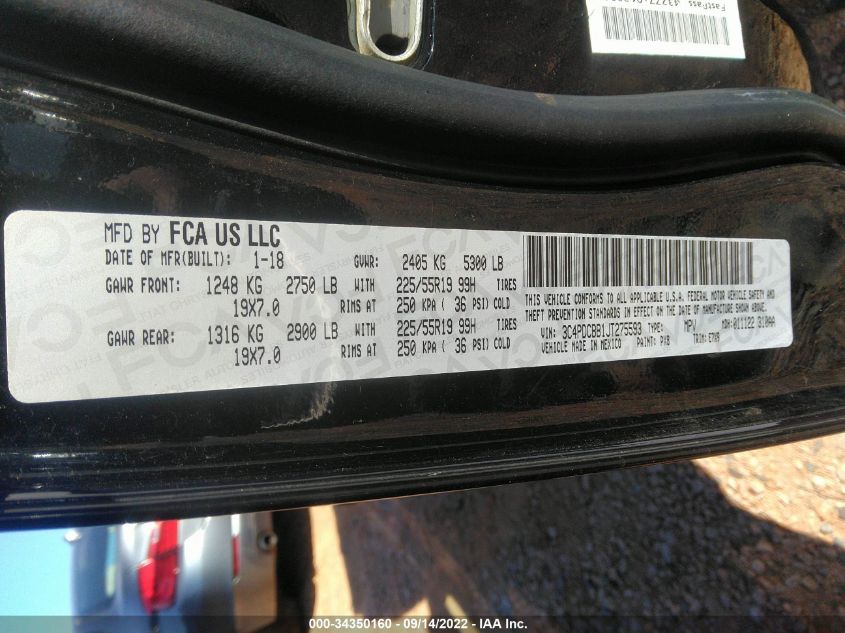 FastPass
MFD BY FCA US LLC
DATE OF MFR(BUILT): 1-18 GVWR: 2405 KG 5300 LB
GAWR FRONT: 1248 KG 2750 LB WITH 225/55R19 99H TIRES
19X7.0 RIMS AT 250 KPA ( 36 PSI) COLD
GAWR REAR: 1316 KG 2900 LB WITH 225/55R19 99H TIRES
19X7.0 RIMS AT 250 KPA ( 36 PSI) COLD
THIS VEHICLE CONFORMS TO ALL APPLICABLE U.S.A. FEDERAL MOTOR VEHICLE SAFETY AND
THEFT PREVENTION STANDARDS IN EFFECT ON THE DATE OF MANUFACTURE SHOWN ABOVE.
VIN: 3C4PDCBB1JT275593 TYPE: MPV MDH: 011122 310AA
VEHICLE MADE IN MEXICO PAINT: PX8 TRIM:
000-34350160 - 09/14/2022 - IAA Inc.